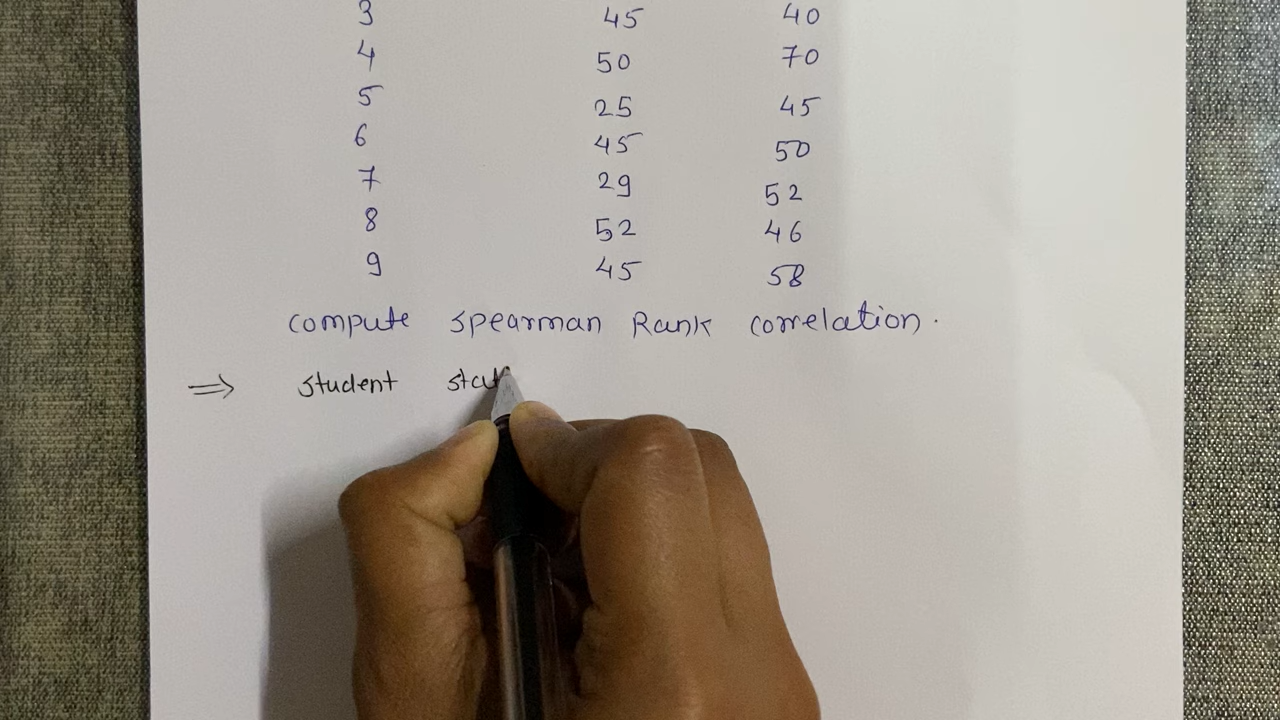 3 45 40
4 50 70
5 25 45
6 45 50
7 29 52
8 52 46
9 45 58
compute spearman Rank correlation.
⇒ student